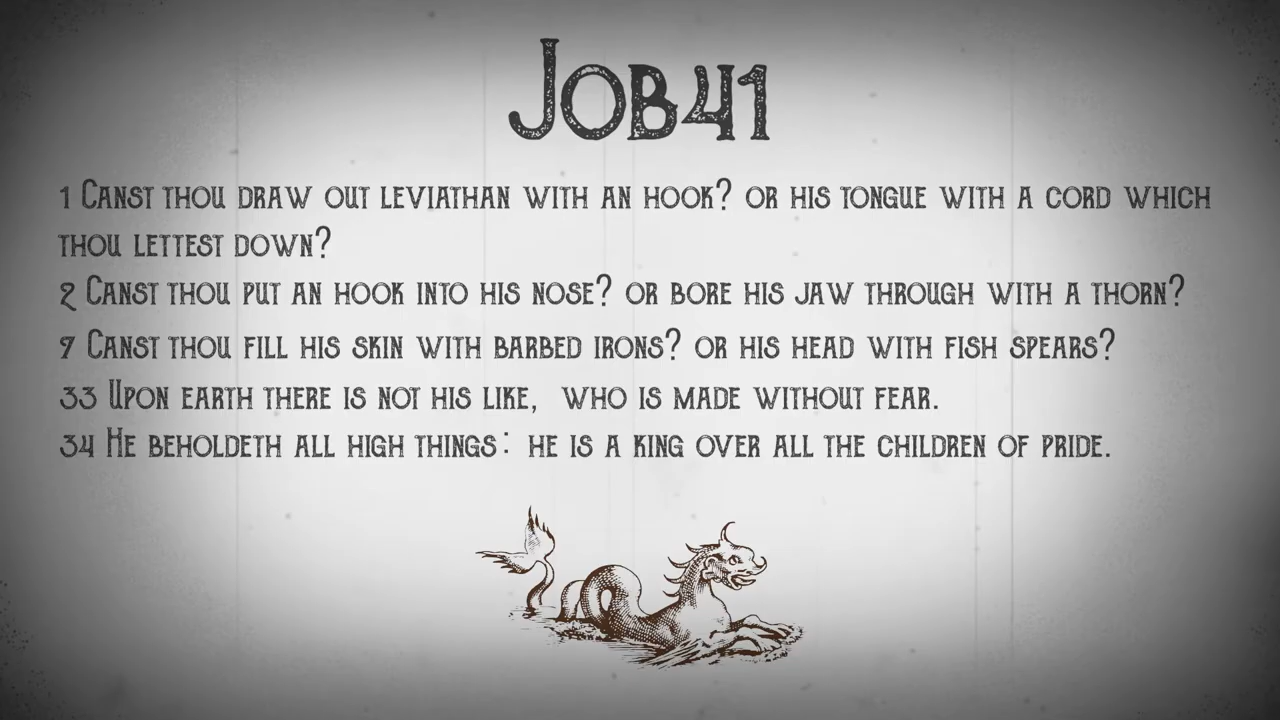 Job 41
1 Canst thou draw out leviathan with an hook? or his tongue with a cord which
thou lettest down?
2 Canst thou put an hook into his nose? or bore his jaw through with a thorn?
7 Canst thou fill his skin with barbed irons? or his head with fish spears?
33 Upon earth there is not his like, who is made without fear.
34 He beholdeth all high things: he is a king over all the children of pride.